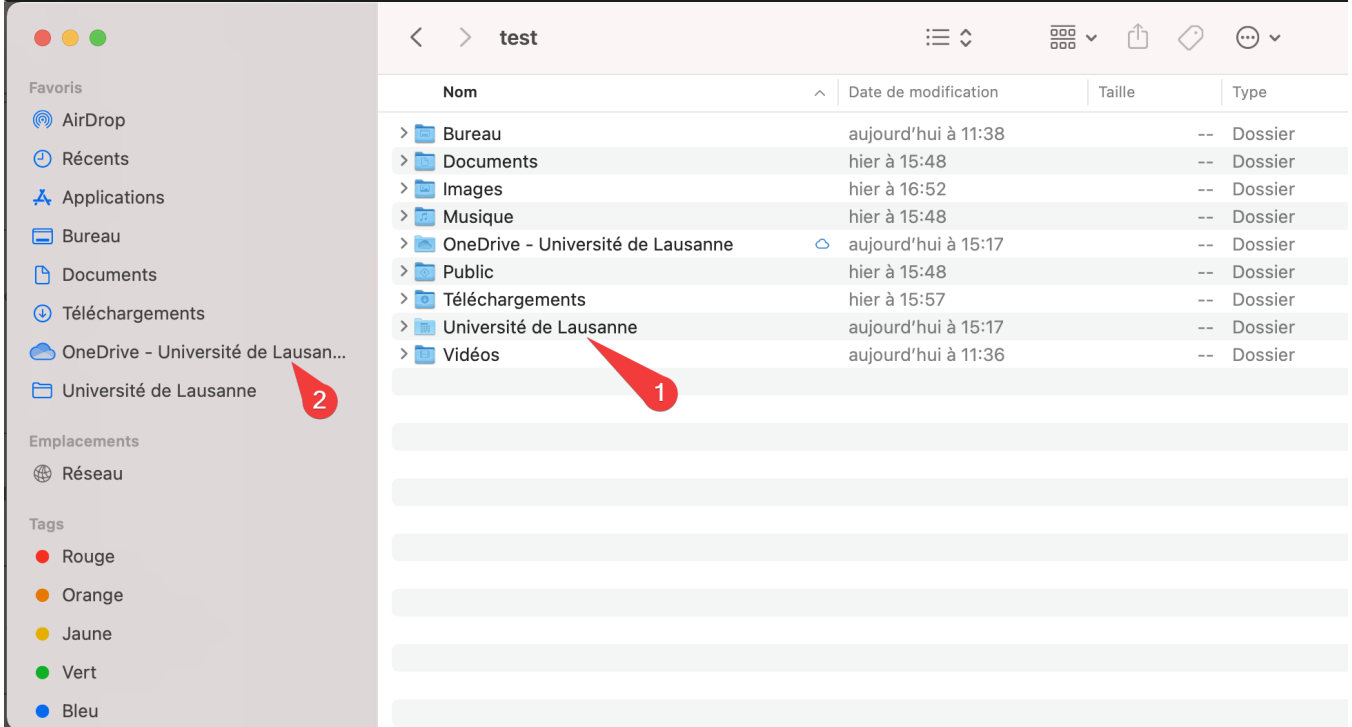 test
Favoris
AirDrop
Récents
Applications
Bureau
Documents
Téléchargements
OneDrive - Université de Lausan...
Université de Lausanne
2
Emplacements
Réseau
Tags
Rouge
Orange
Jaune
Vert
Bleu
Nom Date de modification Taille Type
Bureau aujourd’hui à 11:38 -- Dossier
Documents hier à 15:48 -- Dossier
Images hier à 16:52 -- Dossier
Musique hier à 15:48 -- Dossier
OneDrive - Université de Lausanne aujourd’hui à 15:17 -- Dossier
Public hier à 15:48 -- Dossier
Téléchargements hier à 15:57 -- Dossier
Université de Lausanne aujourd’hui à 15:17 -- Dossier
Vidéos aujourd’hui à 11:36 -- Dossier
1